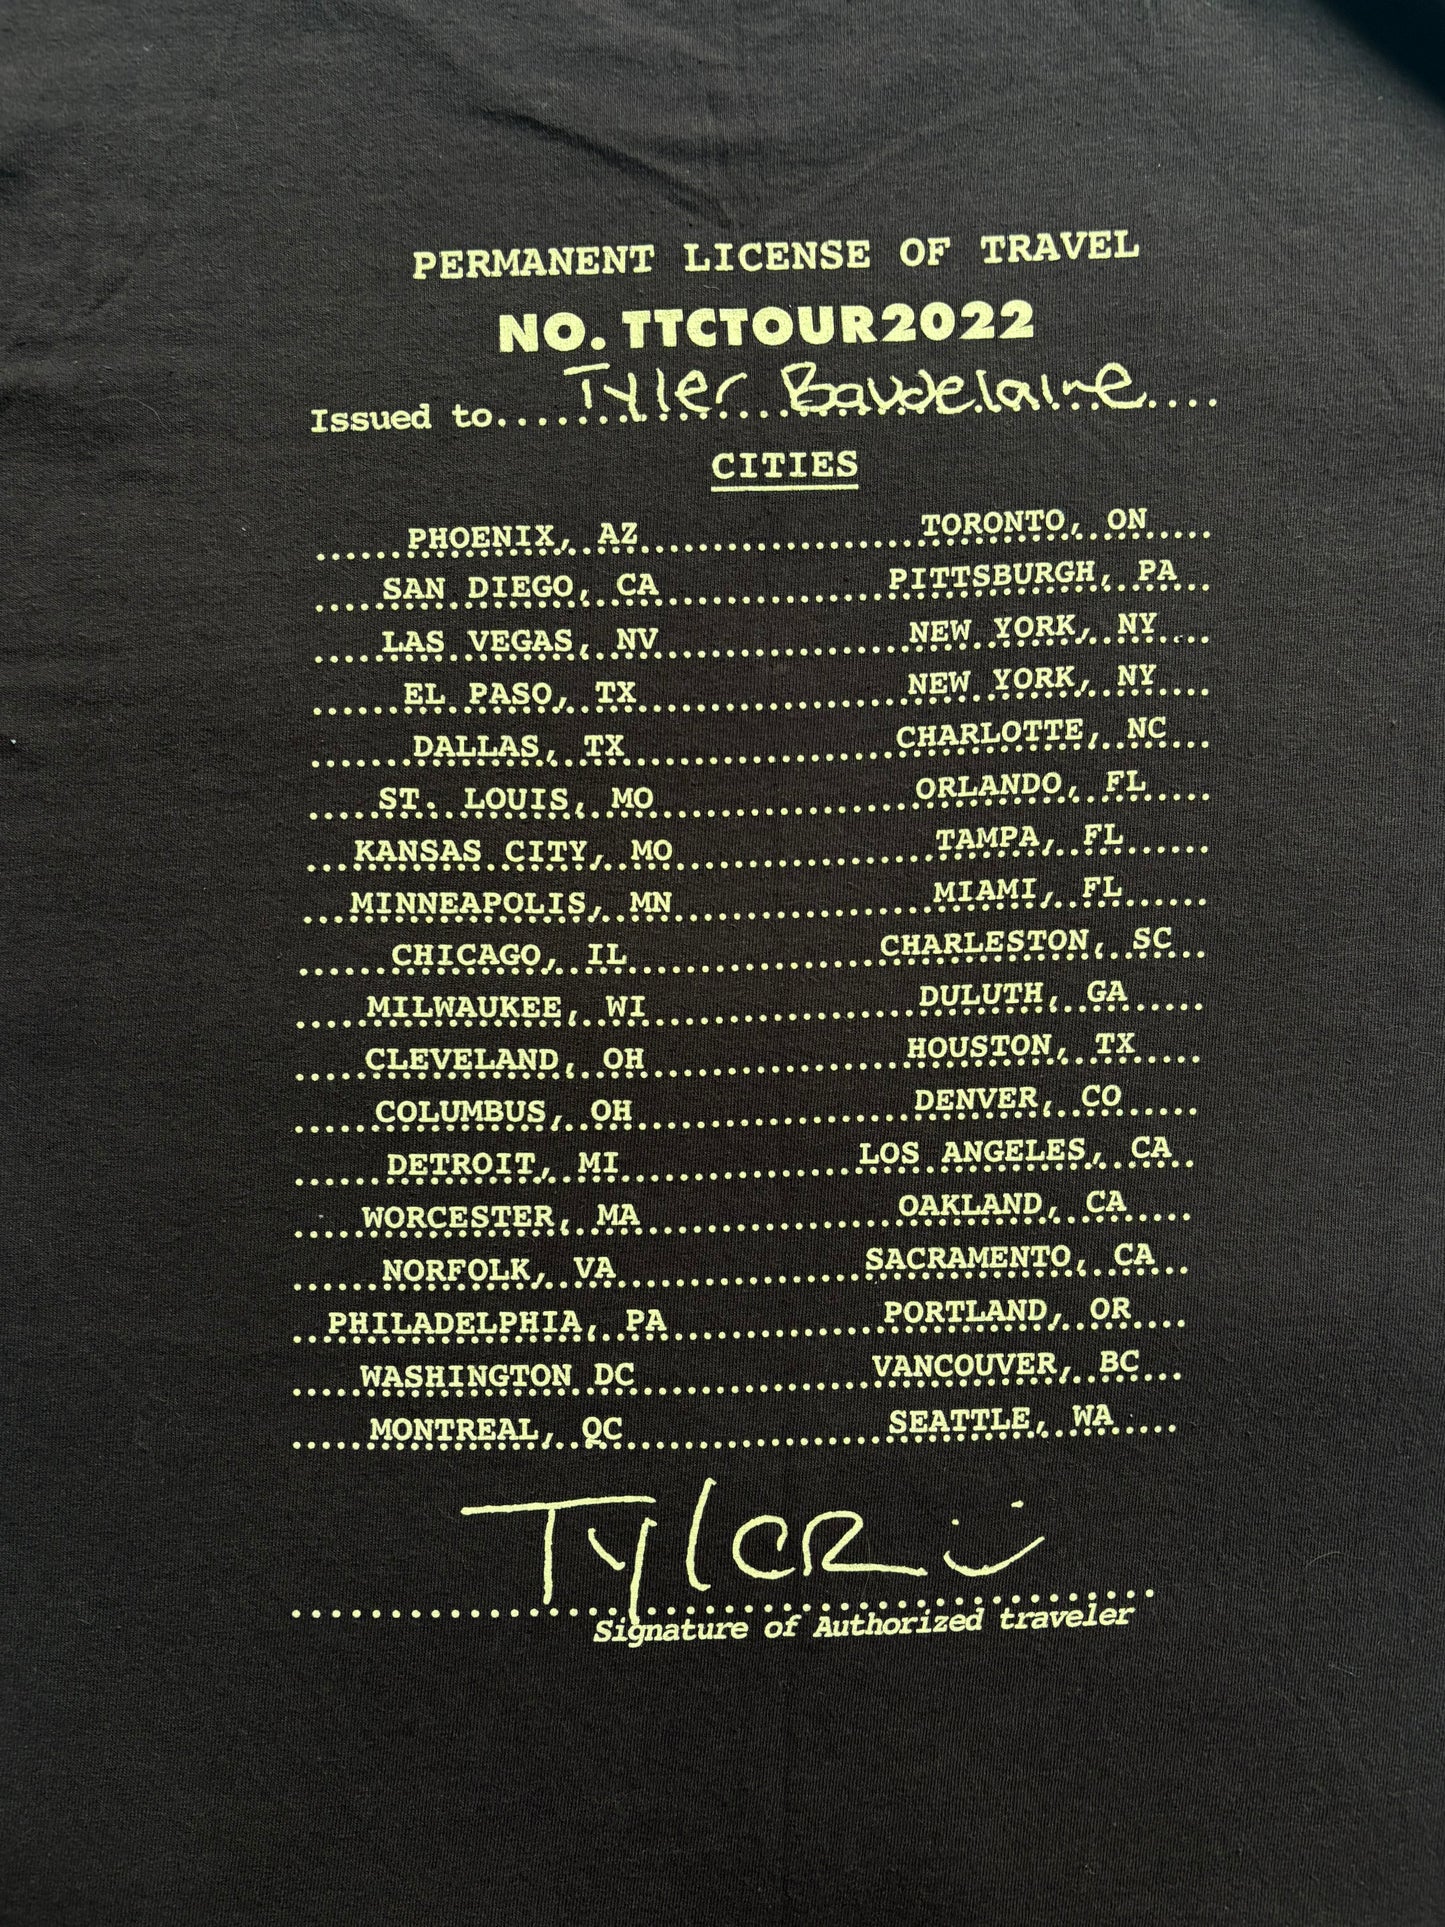 PERMANENT LICENSE OF TRAVEL
NO. TTCTOUR2022
Issued to Tyler Baudelaire
CITIES
PHOENIX, AZ TORONTO, ON
SAN DIEGO, CA PITTSBURGH, PA
LAS VEGAS, NV NEW YORK, NY
EL PASO, TX NEW YORK, NY
DALLAS, TX CHARLOTTE, NC
ST. LOUIS, MO ORLANDO, FL
KANSAS CITY, MO TAMPA, FL
MINNEAPOLIS, MN MIAMI, FL
CHICAGO, IL CHARLESTON, SC
MILWAUKEE, WI DULUTH, GA
CLEVELAND, OH HOUSTON, TX
COLUMBUS, OH DENVER, CO
DETROIT, MI LOS ANGELES, CA
WORCESTER, MA OAKLAND, CA
NORFOLK, VA SACRAMENTO, CA
PHILADELPHIA, PA PORTLAND, OR
WASHINGTON DC VANCOUVER, BC
MONTREAL, QC SEATTLE, WA
TylER
Signature of Authorized traveler